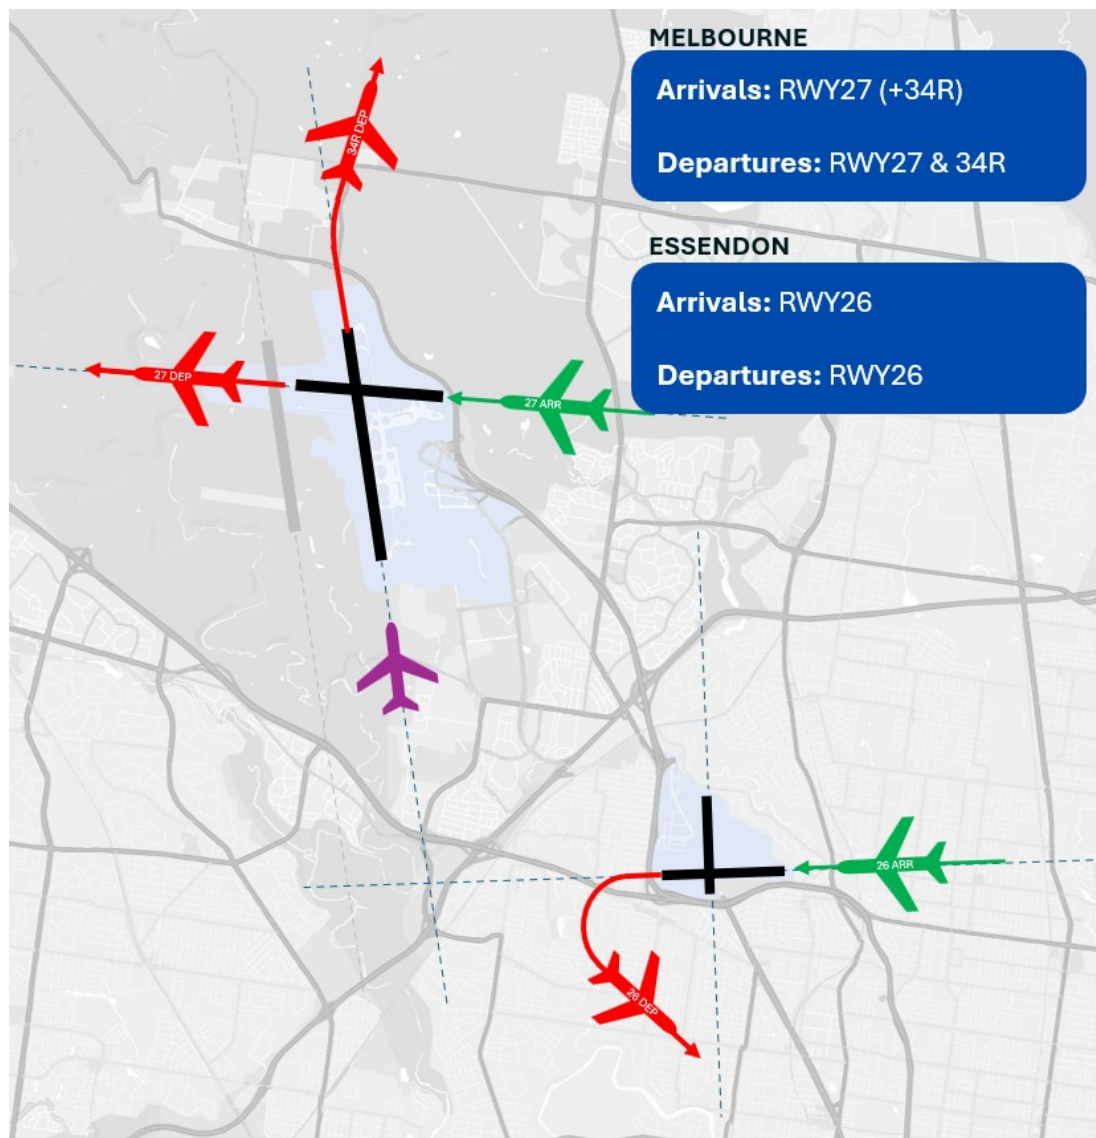 MELBOURNE
Arrivals: RWY27 (+34R)
Departures: RWY27 & 34R
ESSENDON
Arrivals: RWY26
Departures: RWY26
34R DEP
27 DEP
27 ARR
26 ARR
26 DEP